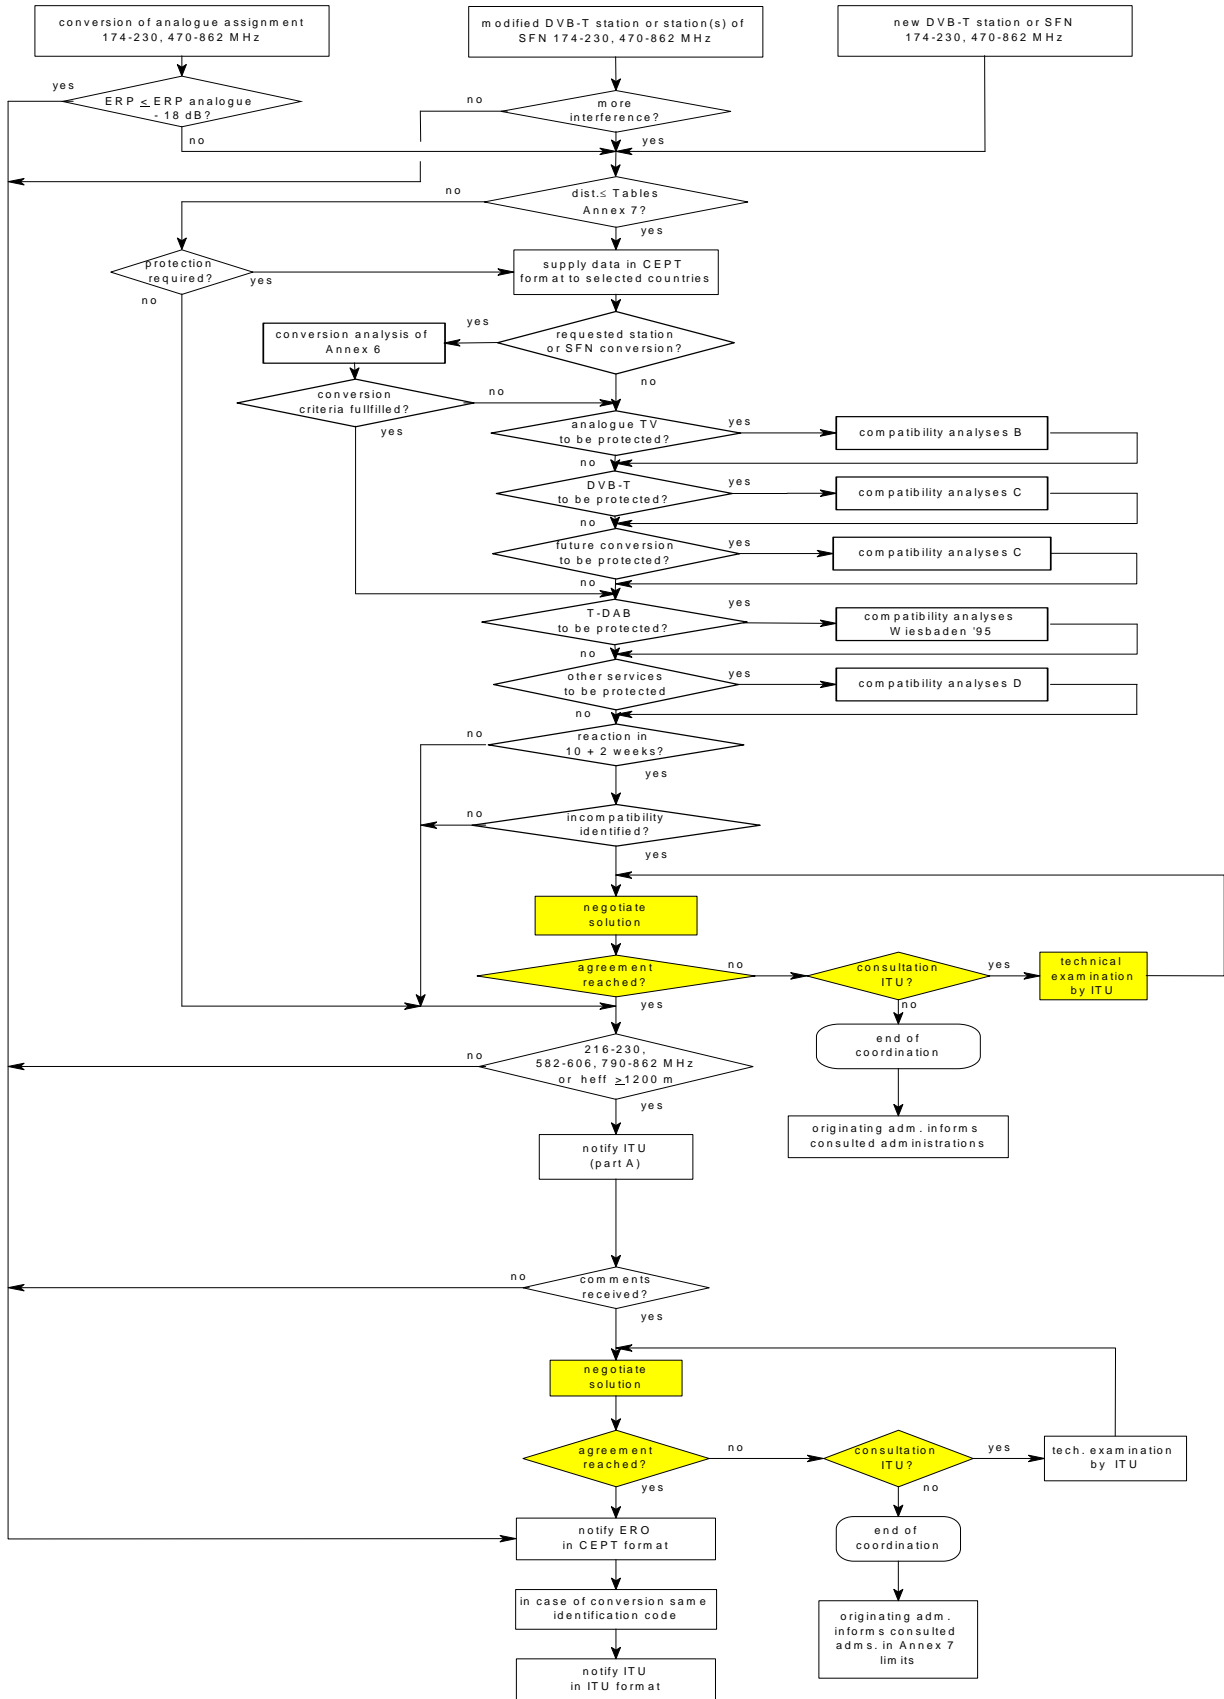 conversion of analogue assignment
174-230, 470-862 MHz
modified DVB-T station or station(s) of
SFN 174-230, 470-862 MHz
new DVB-T station or SFN
174-230, 470-862 MHz
yes
ERP ≤ ERP analogue
- 18 dB?
no
no
more
interference?
yes
no
dist.≤ Tables
Annex 7?
yes
protection
required?
yes
no
supply data in CEPT
format to selected countries
conversion analysis of
Annex 6
yes
requested station
or SFN conversion?
no
conversion
criteria fullfilled?
no
yes
analogue TV
to be protected?
yes
compatibility analyses B
no
DVB-T
to be protected?
yes
compatibility analyses C
no
future conversion
to be protected?
yes
compatibility analyses C
no
T-DAB
to be protected?
yes
compatibility analyses
Wiesbaden '95
no
other services
to be protected
yes
compatibility analyses D
no
no
reaction in
10 + 2 weeks?
yes
no
incompatibility
identified?
yes
negotiate
solution
agreement
reached?
no
yes
consultation
ITU?
yes
no
technical
examination
by ITU
end of
coordination
originating adm. informs
consulted administrations
no
216-230,
582-606, 790-862 MHz
or heff ≥1200 m
yes
notify ITU
(part A)
no
comments
received?
yes
negotiate
solution
agreement
reached?
no
yes
consultation
ITU?
yes
no
tech. examination
by ITU
end of
coordination
originating adm.
informs consulted
adms. in Annex 7
limits
notify ERO
in CEPT format
in case of conversion same
identification code
notify ITU
in ITU format